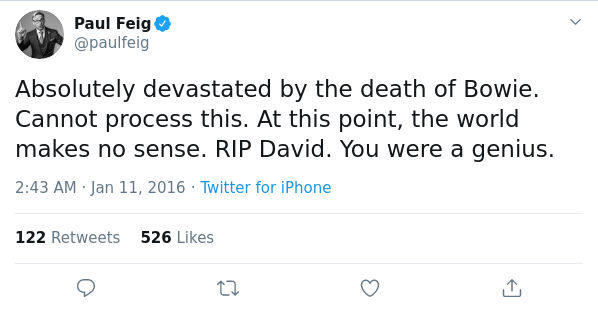 Paul Feig
@paulfeig
Absolutely devastated by the death of Bowie.
Cannot process this. At this point, the world
makes no sense. RIP David. You were a genius.
2:43 AM · Jan 11, 2016 · Twitter for iPhone
122 Retweets 526 Likes